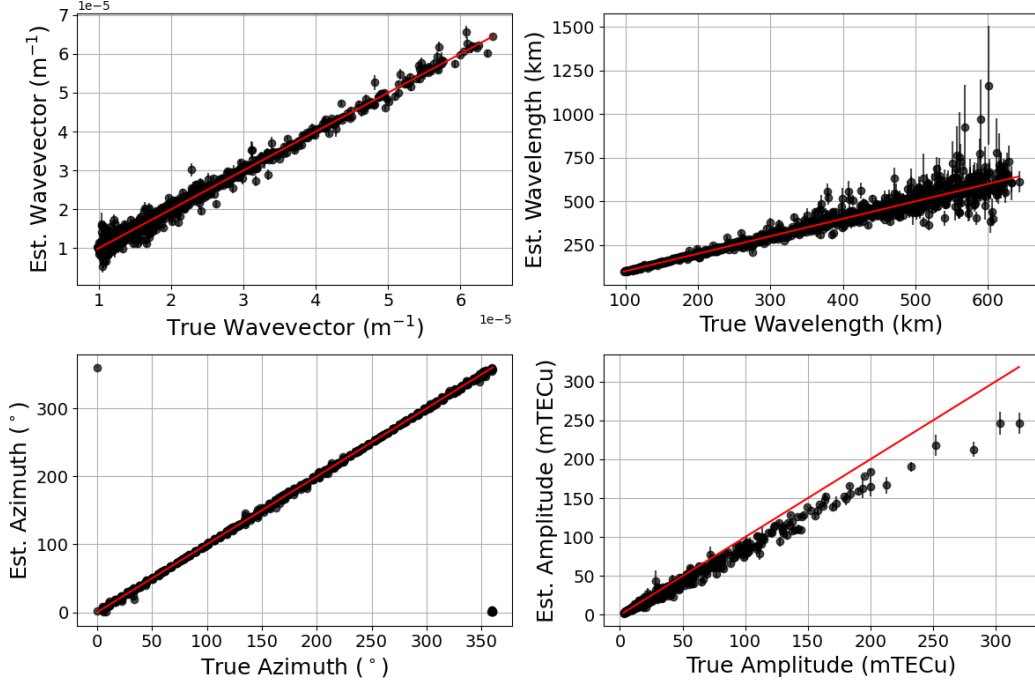 1e−5
7
6
5
4
3
2
1
Est. Wavevector (m⁻¹)
1 2 3 4 5 6
1e−5
True Wavevector (m⁻¹)
1500
1250
1000
750
500
250
Est. Wavelength (km)
100 200 300 400 500 600
True Wavelength (km)
300
200
100
0
Est. Azimuth (°)
0 50 100 150 200 250 300 350
True Azimuth (°)
300
250
200
150
100
50
0
Est. Amplitude (mTECu)
0 50 100 150 200 250 300
True Amplitude (mTECu)